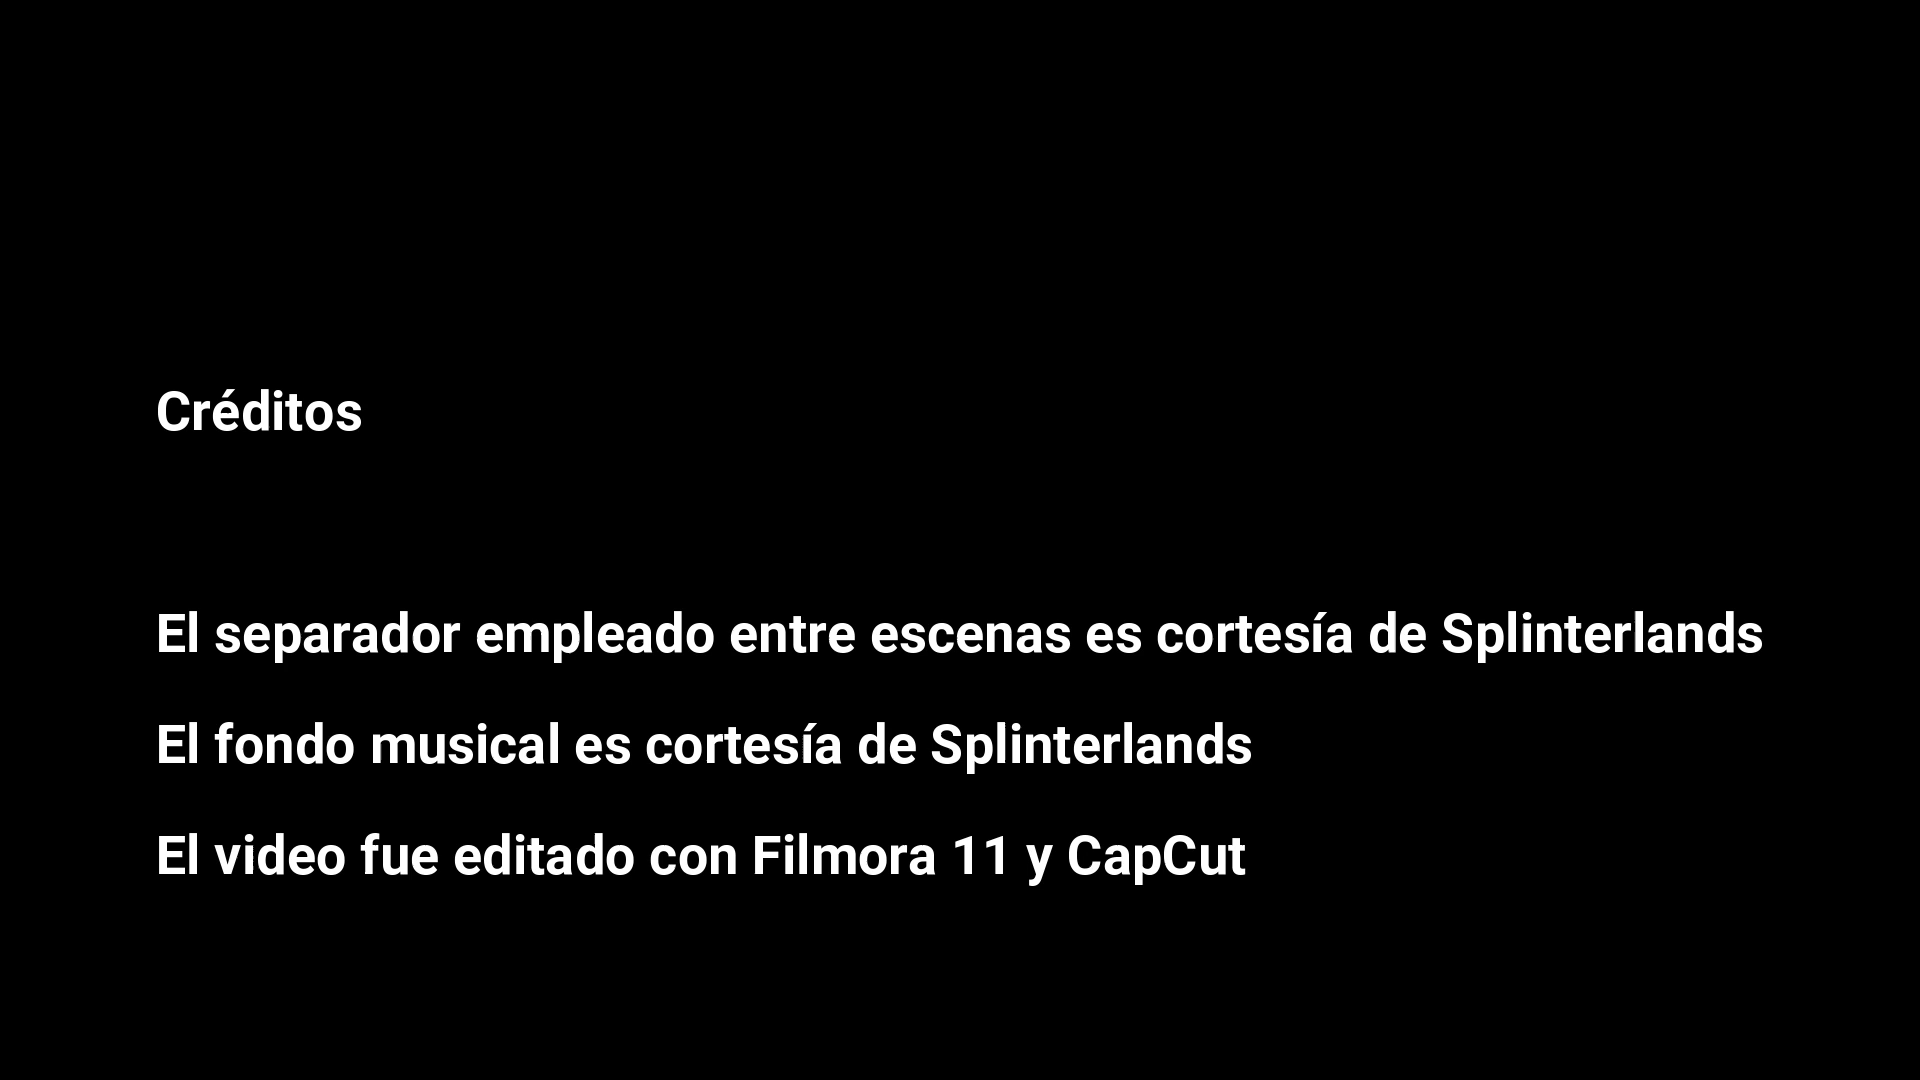 Créditos
El separador empleado entre escenas es cortesía de Splinterlands
El fondo musical es cortesía de Splinterlands
El video fue editado con Filmora 11 y CapCut